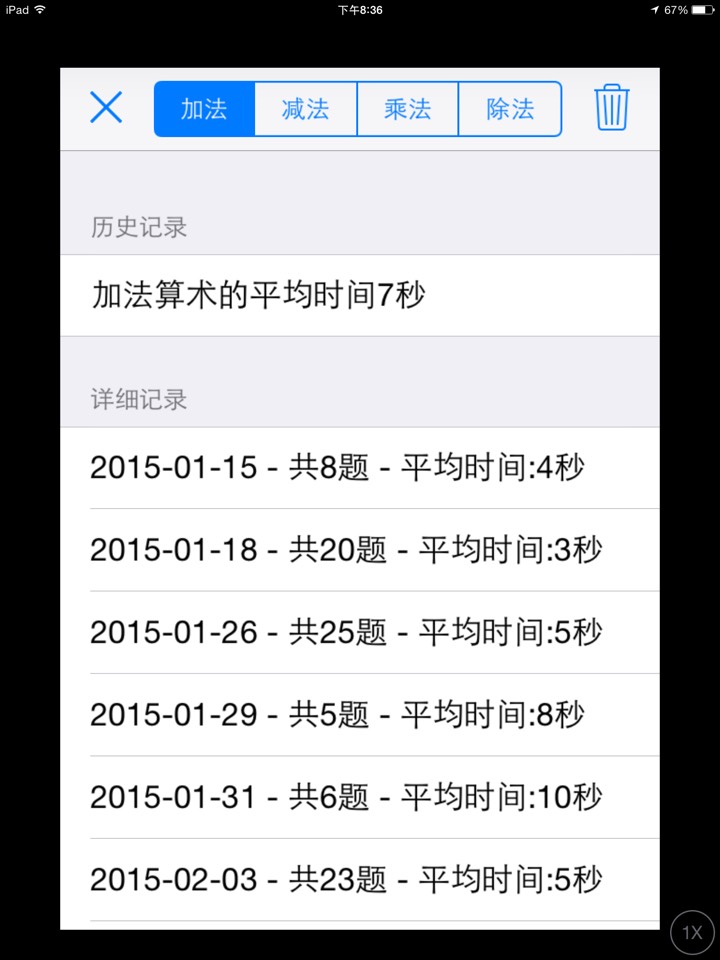 iPad 下午8:36 67%
加法 减法 乘法 除法
历史记录
加法算术的平均时间7秒
详细记录
2015-01-15 - 共8题 - 平均时间:4秒
2015-01-18 - 共20题 - 平均时间:3秒
2015-01-26 - 共25题 - 平均时间:5秒
2015-01-29 - 共5题 - 平均时间:8秒
2015-01-31 - 共6题 - 平均时间:10秒
2015-02-03 - 共23题 - 平均时间:5秒
1X